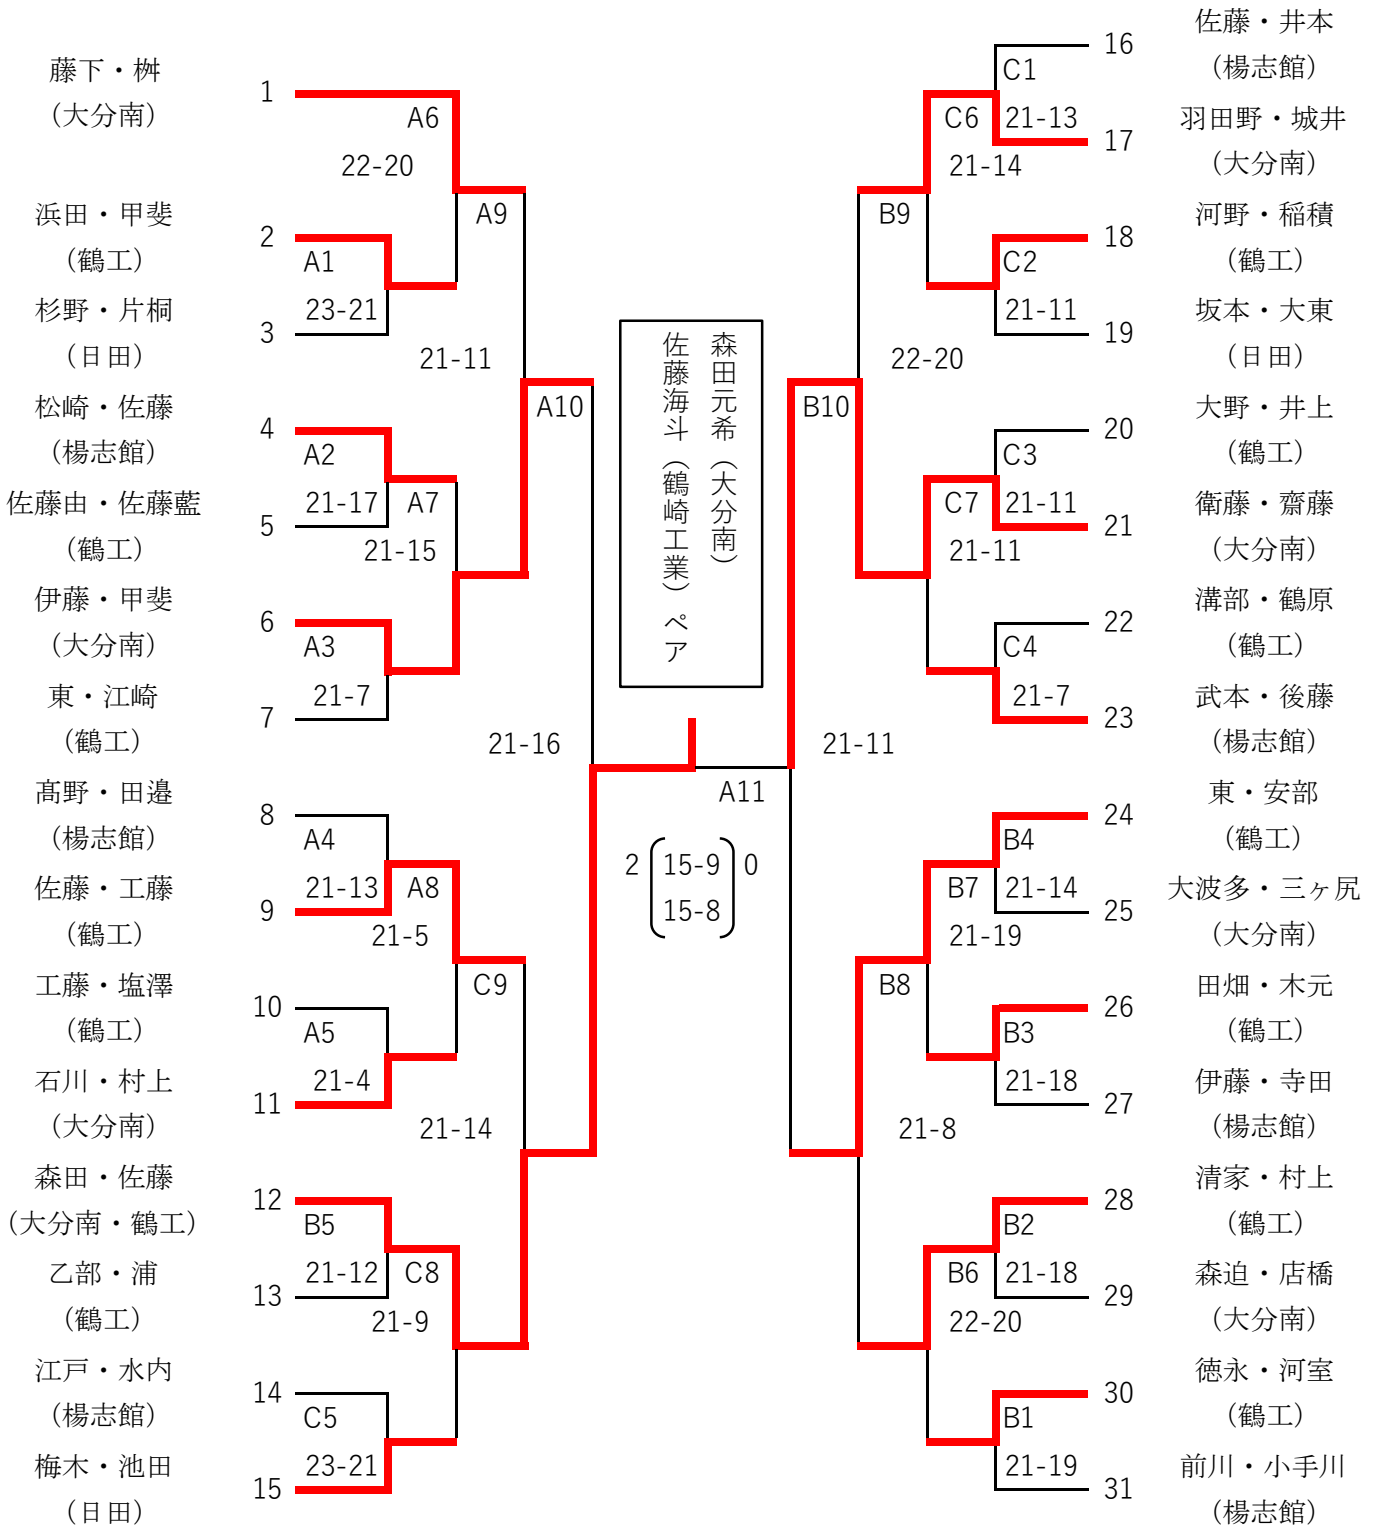 藤下・桝
(大分南)
1
A6
22-20
浜田・甲斐
(鶴工)
2
A9
A1
23-21
杉野・片桐
(日田)
3
21-11
松崎・佐藤
(楊志館)
4
A10
A2
21-17
A7
佐藤由・佐藤藍
(鶴工)
5
21-15
伊藤・甲斐
(大分南)
6
A3
21-7
東・江崎
(鶴工)
7
21-16
髙野・田邉
(楊志館)
8
A4
21-13
A8
佐藤・工藤
(鶴工)
9
21-5
工藤・塩澤
(鶴工)
10
C9
A5
21-4
石川・村上
(大分南)
11
21-14
森田・佐藤
(大分南・鶴工)
12
B5
21-12
C8
乙部・浦
(鶴工)
13
21-9
江戸・水内
(楊志館)
14
C5
23-21
梅木・池田
(日田)
15
森田元希(大分南)
佐藤海斗(鶴崎工業)ペア
A11
2
15-9
15-8
0
佐藤・井本
(楊志館)
16
C1
21-13
C6
羽田野・城井
(大分南)
17
21-14
河野・稲積
(鶴工)
18
B9
C2
21-11
坂本・大東
(日田)
19
22-20
大野・井上
(鶴工)
20
B10
C3
21-11
C7
衛藤・齋藤
(大分南)
21
21-11
溝部・鶴原
(鶴工)
22
C4
21-7
武本・後藤
(楊志館)
23
21-11
東・安部
(鶴工)
24
B4
21-14
B7
大波多・三ヶ尻
(大分南)
25
21-19
田畑・木元
(鶴工)
26
B8
B3
21-18
伊藤・寺田
(楊志館)
27
21-8
清家・村上
(鶴工)
28
B2
21-18
B6
森迫・店橋
(大分南)
29
22-20
徳永・河室
(鶴工)
30
B1
21-19
前川・小手川
(楊志館)
31